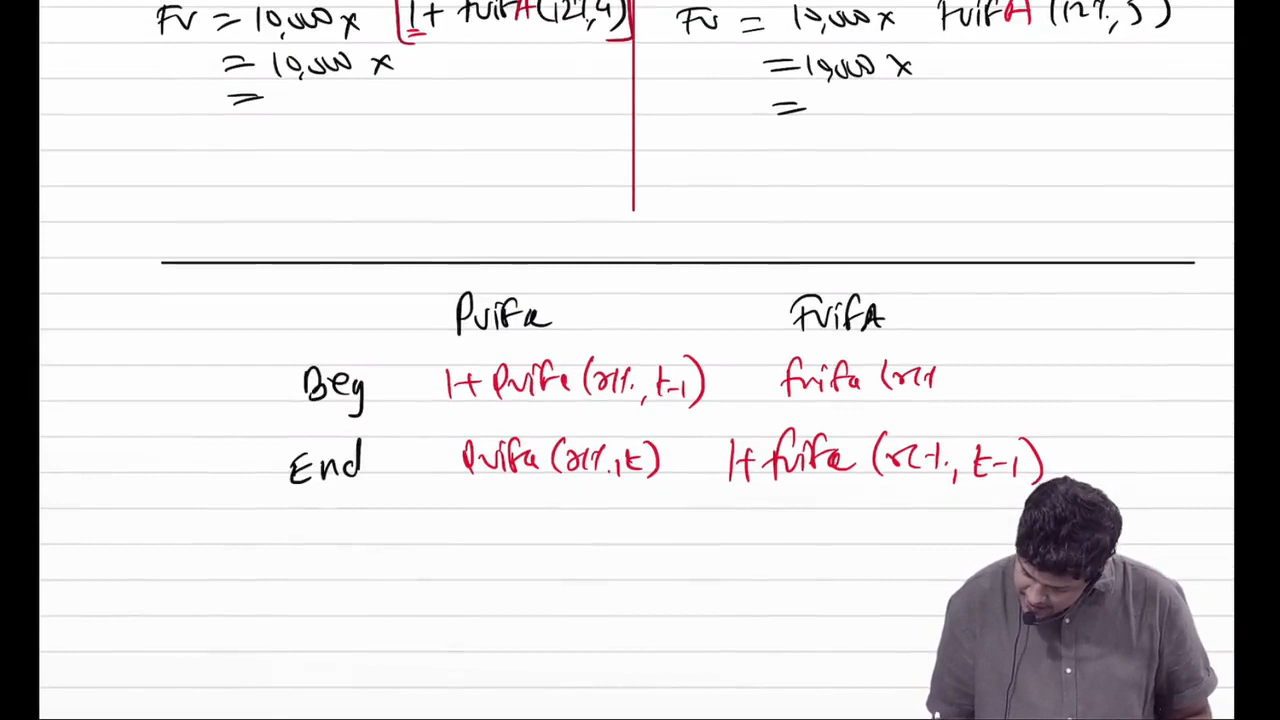 FV = 10,000 x [1 + FvifA (12%, 4)]
= 10,000 x
=
FV = 10,000 x FvifA (12%, 5)
= 10,000 x
=
Pvifa FvifA
Beg 1+ Pvifa (r%, t-1) fvifa (r%
End Pvifa (r%, t) 1+ fvifa (r%, t-1)